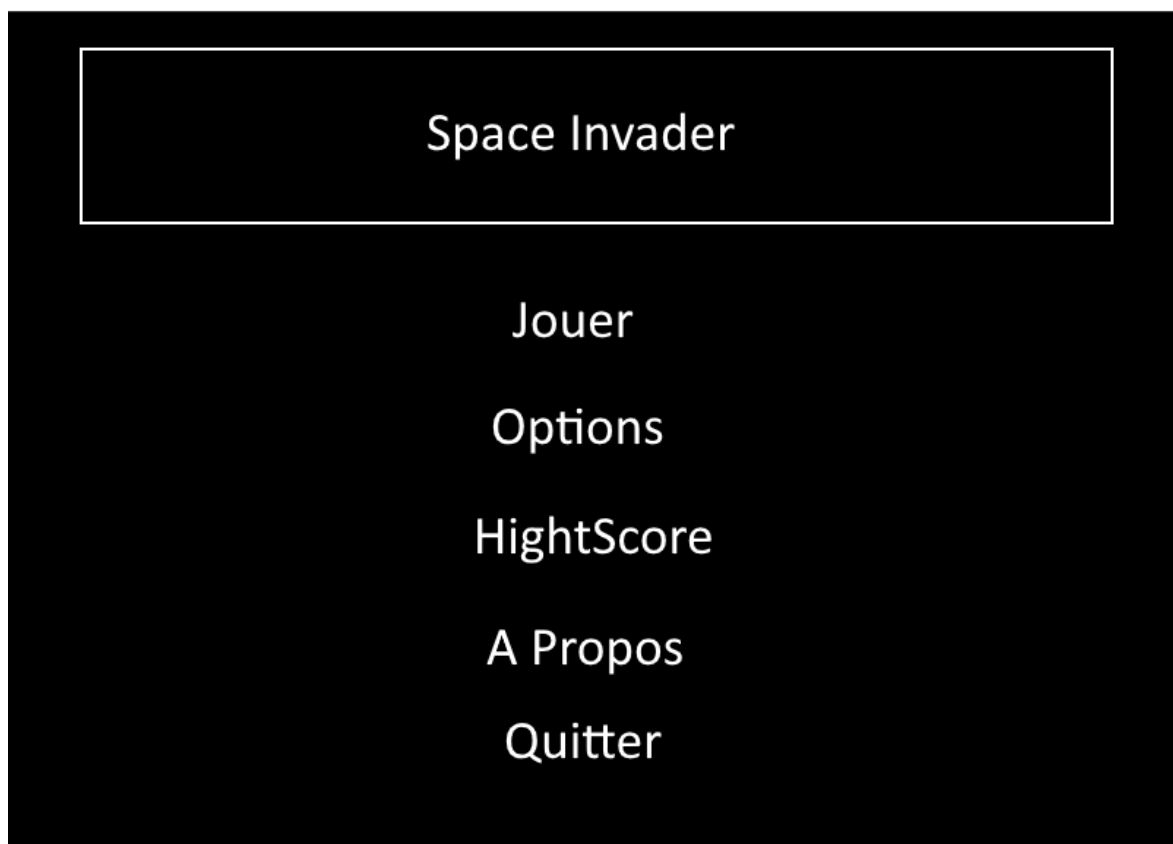 Space Invader
Jouer
Options
HightScore
A Propos
Quitter